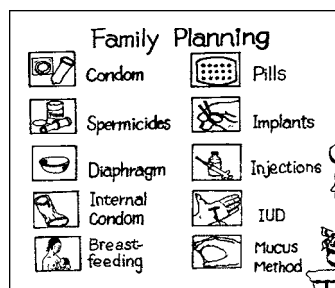 Family Planning
Condom
Spermicides
Diaphragm
Internal
Condom
Breast-
feeding
Pills
Implants
Injections
IUD
Mucus
Method